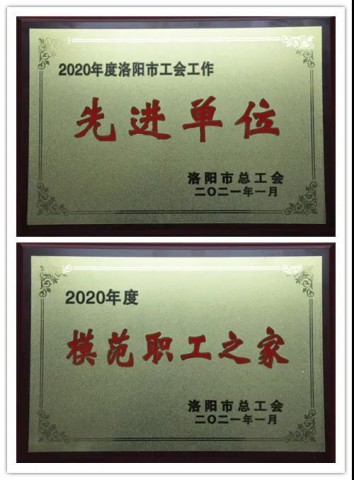 2020年度洛阳市工会工作
先进单位
洛阳市总工会
二〇二一年一月
2020年度
模范职工之家
洛阳市总工会
二〇二一年一月